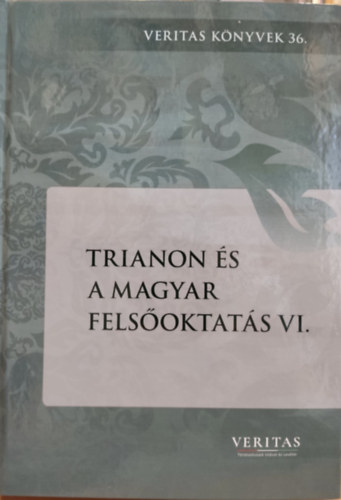 VERITAS KÖNYVEK 36.
TRIANON ÉS
A MAGYAR
FELSŐOKTATÁS VI.
VERITAS